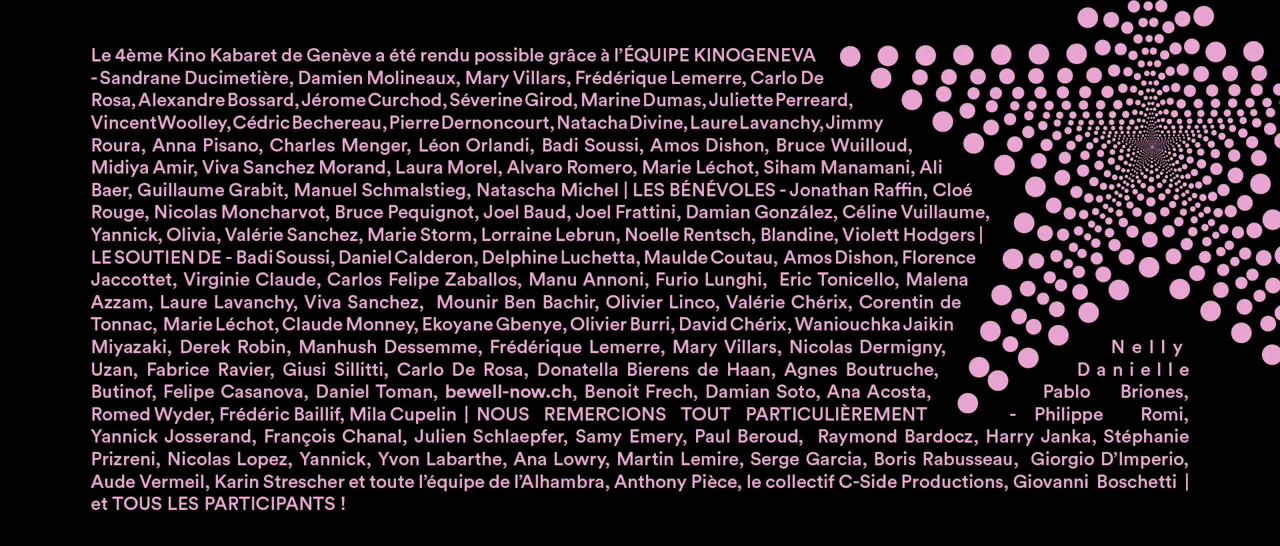 Le 4ème Kino Kabaret de Genève a été rendu possible grâce à l'ÉQUIPE KINOGENEVA
- Sandrane Ducimetière, Damien Molineaux, Mary Villars, Frédérique Lemerre, Carlo De
Rosa, Alexandre Bossard, Jérome Curchod, Séverine Girod, Marine Dumas, Juliette Perreard,
Vincent Woolley, Cédric Bechereau, Pierre Dernoncourt, Natacha Divine, Laure Lavanchy, Jimmy
Roura, Anna Pisano, Charles Menger, Léon Orlandi, Badi Soussi, Amos Dishon, Bruce Wuilloud,
Midiya Amir, Viva Sanchez Morand, Laura Morel, Alvaro Romero, Marie Léchot, Siham Manamani, Ali
Baer, Guillaume Grabit, Manuel Schmalstieg, Natascha Michel | LES BÉNÉVOLES - Jonathan Raffin, Cloé
Rouge, Nicolas Moncharvot, Bruce Pequignot, Joel Baud, Joel Frattini, Damian González, Céline Vuillaume,
Yannick, Olivia, Valérie Sanchez, Marie Storm, Lorraine Lebrun, Noelle Rentsch, Blandine, Violett Hodgers |
LE SOUTIEN DE - Badi Soussi, Daniel Calderon, Delphine Luchetta, Maulde Coutau, Amos Dishon, Florence
Jaccottet, Virginie Claude, Carlos Felipe Zaballos, Manu Annoni, Furio Lunghi, Eric Tonicello, Malena
Azzam, Laure Lavanchy, Viva Sanchez, Mounir Ben Bachir, Olivier Linco, Valérie Chérix, Corentin de
Tonnac, Marie Léchot, Claude Monney, Ekoyane Gbenye, Olivier Burri, David Chérix, Waniouchka Jaikin
Miyazaki, Derek Robin, Manhush Dessemme, Frédérique Lemerre, Mary Villars, Nicolas Dermigny, Nelly
Uzan, Fabrice Ravier, Giusi Sillitti, Carlo De Rosa, Donatella Bierens de Haan, Agnes Boutruche, Danielle
Butinof, Felipe Casanova, Daniel Toman, bewell-now.ch, Benoit Frech, Damian Soto, Ana Acosta, Pablo Briones,
Romed Wyder, Frédéric Baillif, Mila Cupelin | NOUS REMERCIONS TOUT PARTICULIÈREMENT - Philippe Romi,
Yannick Josserand, François Chanal, Julien Schlaepfer, Samy Emery, Paul Beroud, Raymond Bardocz, Harry Janka, Stéphanie
Prizreni, Nicolas Lopez, Yannick, Yvon Labarthe, Ana Lowry, Martin Lemire, Serge Garcia, Boris Rabusseau, Giorgio D'Imperio,
Aude Vermeil, Karin Strescher et toute l'équipe de l'Alhambra, Anthony Pièce, le collectif C-Side Productions, Giovanni Boschetti |
et TOUS LES PARTICIPANTS !